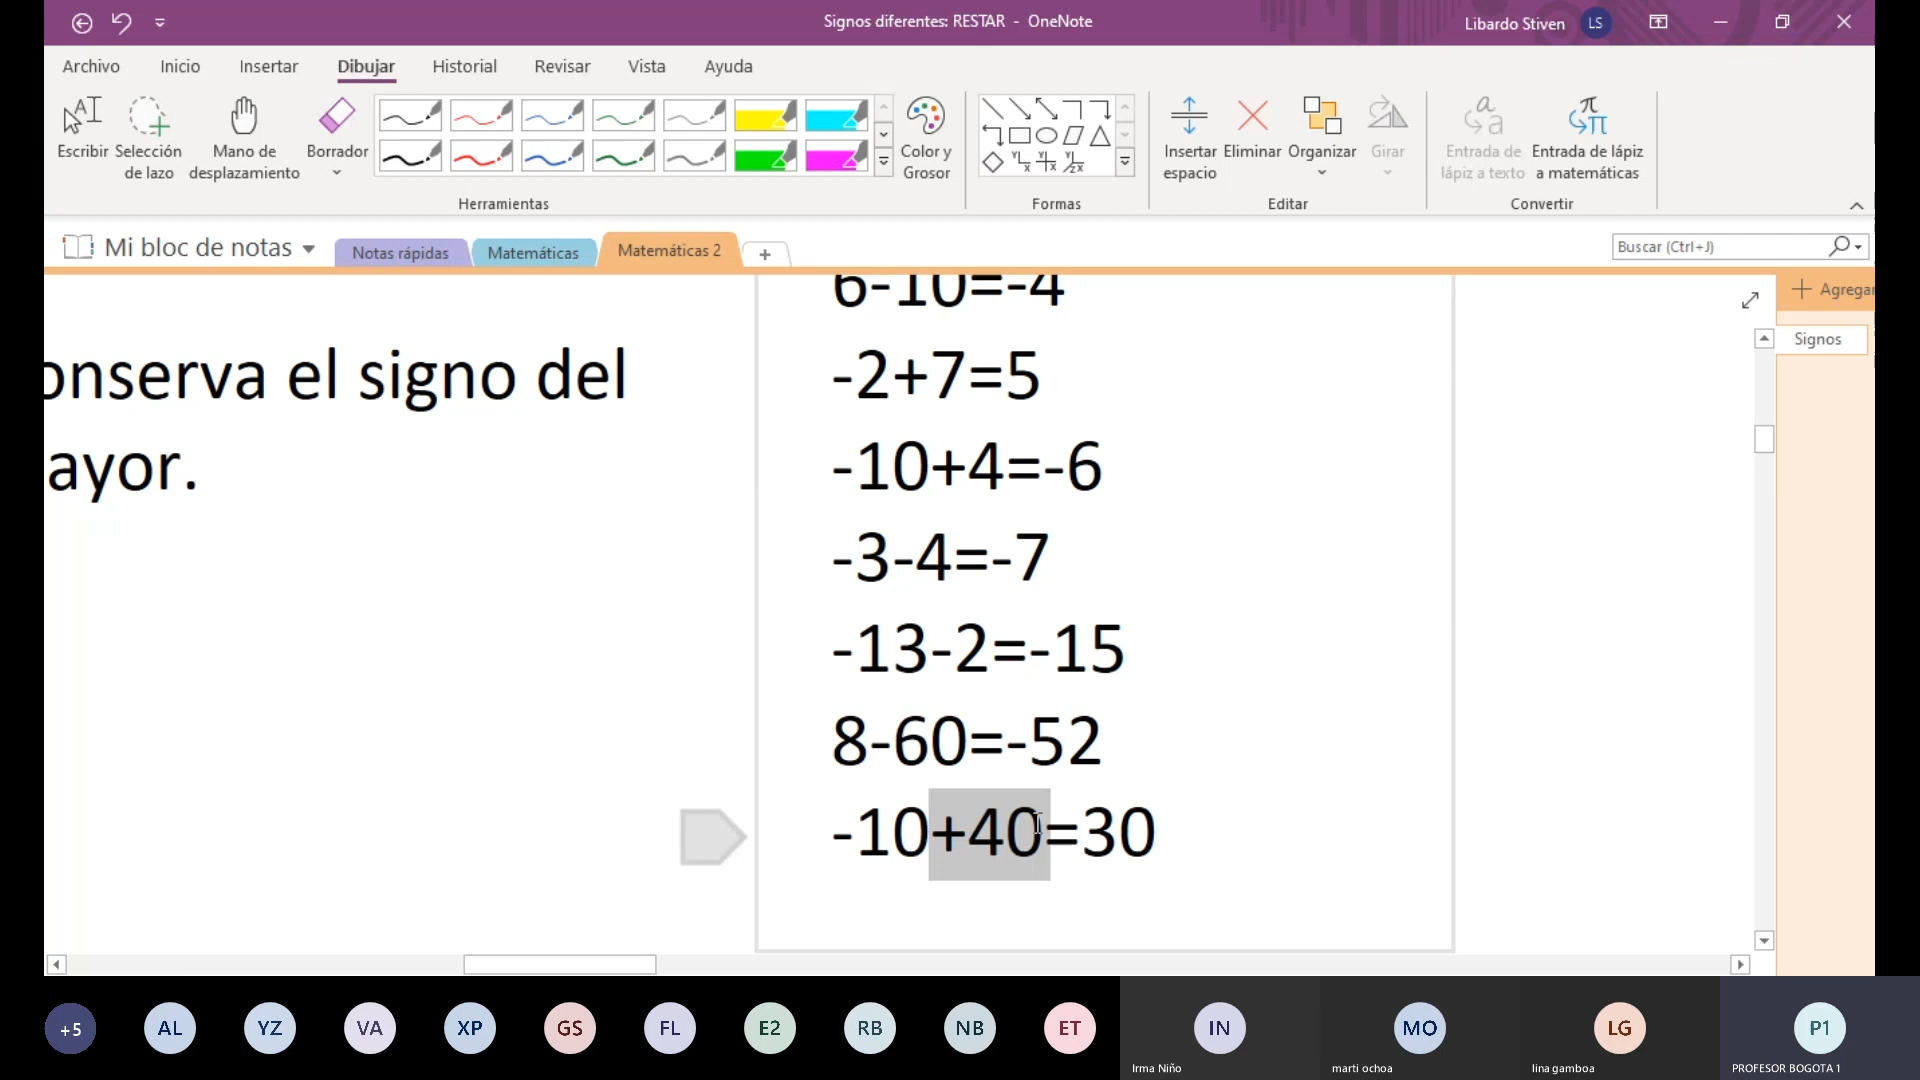 Signos diferentes: RESTAR - OneNote
Libardo Stiven
LS
Archivo
Inicio
Insertar
Dibujar
Historial
Revisar
Vista
Ayuda
Escribir
Selección
de lazo
Mano de
desplazamiento
Borrador
Color y
Grosor
Insertar
espacio
Eliminar
Organizar
Girar
Entrada de
lápiz a texto
Entrada de lápiz
a matemáticas
Herramientas
Formas
Editar
Convertir
Mi bloc de notas
Notas rápidas
Matemáticas
Matemáticas 2
Buscar (Ctrl+J)
Agregar
Signos
onserva el signo del
ayor.
6-10=-4
-2+7=5
-10+4=-6
-3-4=-7
-13-2=-15
8-60=-52
-10+40=30
+5
AL
YZ
VA
XP
GS
FL
E2
RB
NB
ET
IN
MO
LG
P1
Irma Niño
marti ochoa
lina gamboa
PROFESOR BOGOTA 1